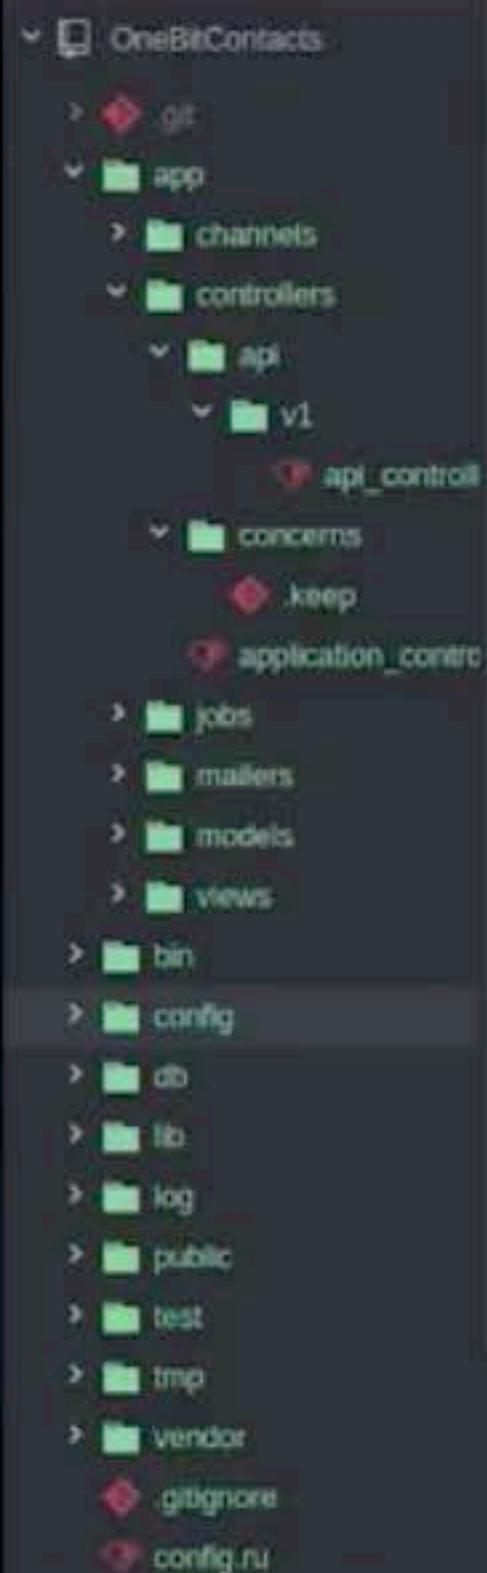 OneBitContacts
.git
app
channels
controllers
api
v1
api_controll
concerns
.keep
application_contrc
jobs
mailers
models
views
bin
config
db
lib
log
public
test
tmp
vendor
.gitignore
config.ru